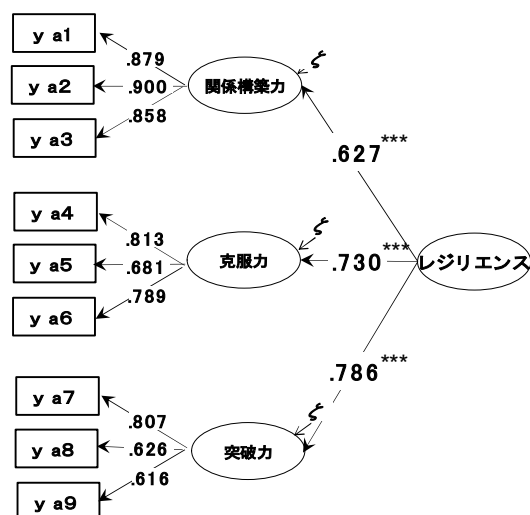 y a1
.879
ζ
y a2
.900
関係構築力
.858
y a3
.627***
y a4
.813
ζ
y a5
.681
克服力
.730***
レジリエンス
.789
y a6
.786***
y a7
.807
ζ
y a8
.626
突破力
.616
y a9